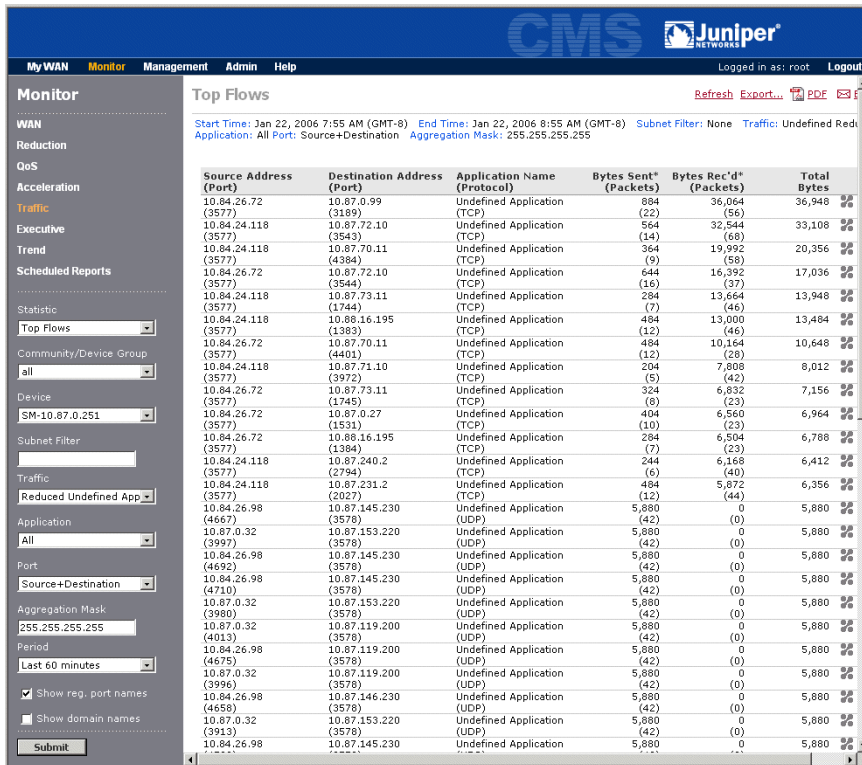 CMS Juniper NETWORKS
My WAN Monitor Management Admin Help Logged in as: root Logout
Monitor
WAN
Reduction
QoS
Acceleration
Traffic
Executive
Trend
Scheduled Reports
Statistic
Top Flows
Community/Device Group
all
Device
SM-10.87.0.251
Subnet Filter
Traffic
Reduced Undefined App
Application
All
Port
Source+Destination
Aggregation Mask
255.255.255.255
Period
Last 60 minutes
Show reg. port names
Show domain names
Submit
Top Flows Refresh Export... PDF
Start Time: Jan 22, 2006 7:55 AM (GMT-8) End Time: Jan 22, 2006 8:55 AM (GMT-8) Subnet Filter: None Traffic: Undefined Redu
Application: All Port: Source+Destination Aggregation Mask: 255.255.255.255
Source Address Destination Address Application Name Bytes Sent* Bytes Rec'd* Total
(Port) (Port) (Protocol) (Packets) (Packets) Bytes
10.84.26.72 10.87.0.99 Undefined Application 884 36,064 36,948
(3577) (3189) (TCP) (22) (56)
10.84.24.118 10.87.72.10 Undefined Application 564 32,544 33,108
(3577) (3543) (TCP) (14) (68)
10.84.24.118 10.87.70.11 Undefined Application 364 19,992 20,356
(3577) (4384) (TCP) (9) (58)
10.84.26.72 10.87.72.10 Undefined Application 644 16,392 17,036
(3577) (3544) (TCP) (16) (37)
10.84.24.118 10.87.73.11 Undefined Application 284 13,664 13,948
(3577) (1744) (TCP) (7) (46)
10.84.24.118 10.88.16.195 Undefined Application 484 13,000 13,484
(3577) (1383) (TCP) (12) (46)
10.84.26.72 10.87.70.11 Undefined Application 484 10,164 10,648
(3577) (4401) (TCP) (12) (28)
10.84.24.118 10.87.71.10 Undefined Application 204 7,808 8,012
(3577) (3972) (TCP) (5) (42)
10.84.26.72 10.87.73.11 Undefined Application 324 6,832 7,156
(3577) (1745) (TCP) (8) (23)
10.84.26.72 10.87.0.27 Undefined Application 404 6,560 6,964
(3577) (1531) (TCP) (10) (23)
10.84.26.72 10.88.16.195 Undefined Application 284 6,504 6,788
(3577) (1384) (TCP) (7) (23)
10.84.24.118 10.87.240.2 Undefined Application 244 6,168 6,412
(3577) (2794) (TCP) (6) (40)
10.84.24.118 10.87.231.2 Undefined Application 484 5,872 6,356
(3577) (2027) (TCP) (12) (44)
10.84.26.98 10.87.145.230 Undefined Application 5,880 0 5,880
(4667) (3578) (UDP) (42) (0)
10.87.0.32 10.87.153.220 Undefined Application 5,880 0 5,880
(3997) (3578) (UDP) (42) (0)
10.84.26.98 10.87.145.230 Undefined Application 5,880 0 5,880
(4692) (3578) (UDP) (42) (0)
10.84.26.98 10.87.145.230 Undefined Application 5,880 0 5,880
(4710) (3578) (UDP) (42) (0)
10.87.0.32 10.87.153.220 Undefined Application 5,880 0 5,880
(3980) (3578) (UDP) (42) (0)
10.87.0.32 10.87.119.200 Undefined Application 5,880 0 5,880
(4013) (3578) (UDP) (42) (0)
10.84.26.98 10.87.145.230 Undefined Application 5,880 0 5,880
(4675) (3578) (UDP) (42) (0)
10.87.0.32 10.87.119.200 Undefined Application 5,880 0 5,880
(3996) (3578) (UDP) (42) (0)
10.84.26.98 10.87.146.230 Undefined Application 5,880 0 5,880
(4658) (3578) (UDP) (42) (0)
10.87.0.32 10.87.153.220 Undefined Application 5,880 0 5,880
(3913) (3578) (UDP) (42) (0)
10.84.26.98 10.87.145.230 Undefined Application 5,880 0 5,880